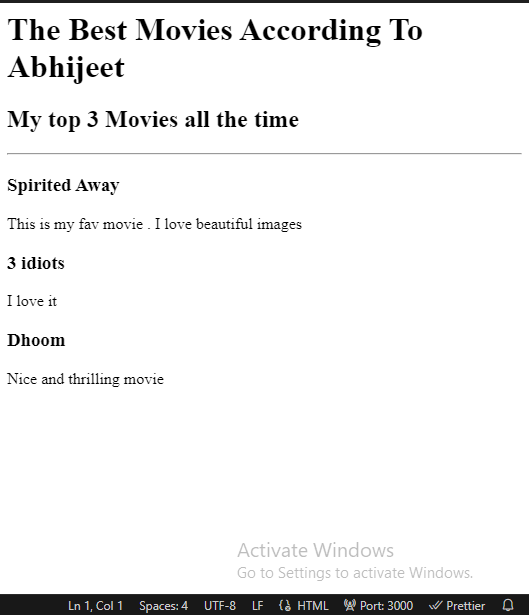 The Best Movies According To
Abhijeet
My top 3 Movies all the time
Spirited Away
This is my fav movie . I love beautiful images
3 idiots
I love it
Dhoom
Nice and thrilling movie
Activate Windows
Go to Settings to activate Windows.
Ln 1, Col 1 Spaces: 4 UTF-8 LF HTML Port: 3000 Prettier